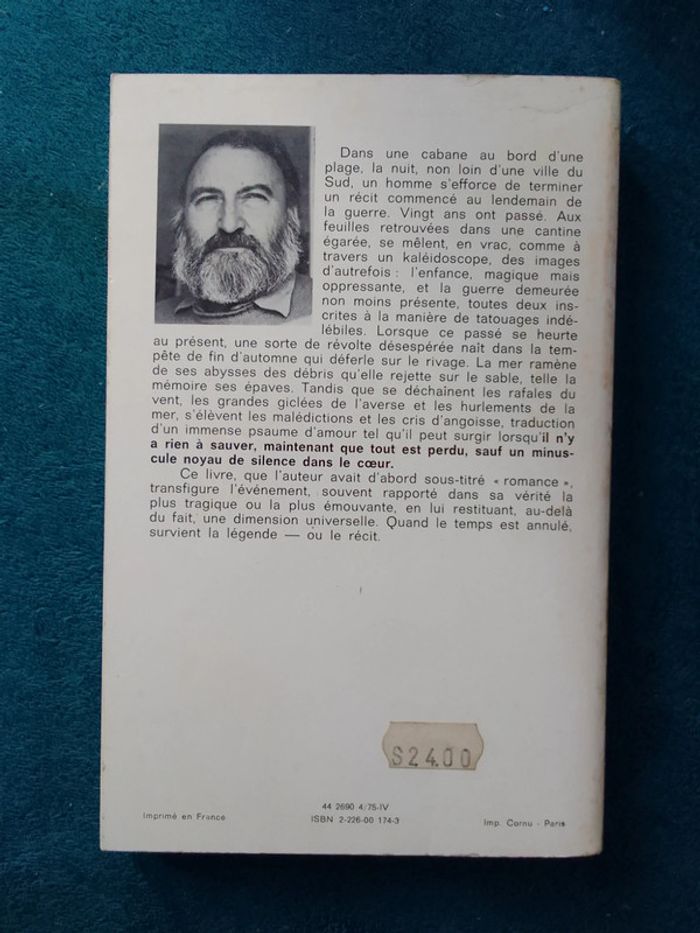 Dans une cabane au bord d'une
plage, la nuit, non loin d'une ville du
Sud, un homme s'efforce de terminer
un récit commencé au lendemain de
la guerre. Vingt ans ont passé. Aux
feuilles retrouvées dans une cantine
égarée, se mêlent, en vrac, comme à
travers un kaléidoscope, des images
d'autrefois : l'enfance, magique mais
oppressante, et la guerre demeurée
non moins présente, toutes deux ins-
crites à la manière de tatouages indé-
lébiles. Lorsque ce passé se heurte
au présent, une sorte de révolte désespérée naît dans la tem-
pête de fin d'automne qui déferle sur le rivage. La mer ramène
de ses abysses des débris qu'elle rejette sur le sable, telle la
mémoire ses épaves. Tandis que se déchaînent les rafales du
vent, les grandes giclées de l'averse et les hurlements de la
mer, s'élèvent les malédictions et les cris d'angoisse, traduction
d'un immense psaume d'amour tel qu'il peut surgir lorsqu'il n'y
a rien à sauver, maintenant que tout est perdu, sauf un minus-
cule noyau de silence dans le cœur.
Ce livre, que l'auteur avait d'abord sous-titré « romance »,
transfigure l'événement, souvent rapporté dans sa vérité la
plus tragique ou la plus émouvante, en lui restituant, au-delà
du fait, une dimension universelle. Quand le temps est annulé,
survient la légende — ou le récit.
S24.00
44 2690 4/75-IV
Imprimé en France
ISBN 2-226-00 174-3
Imp. Cornu - Paris